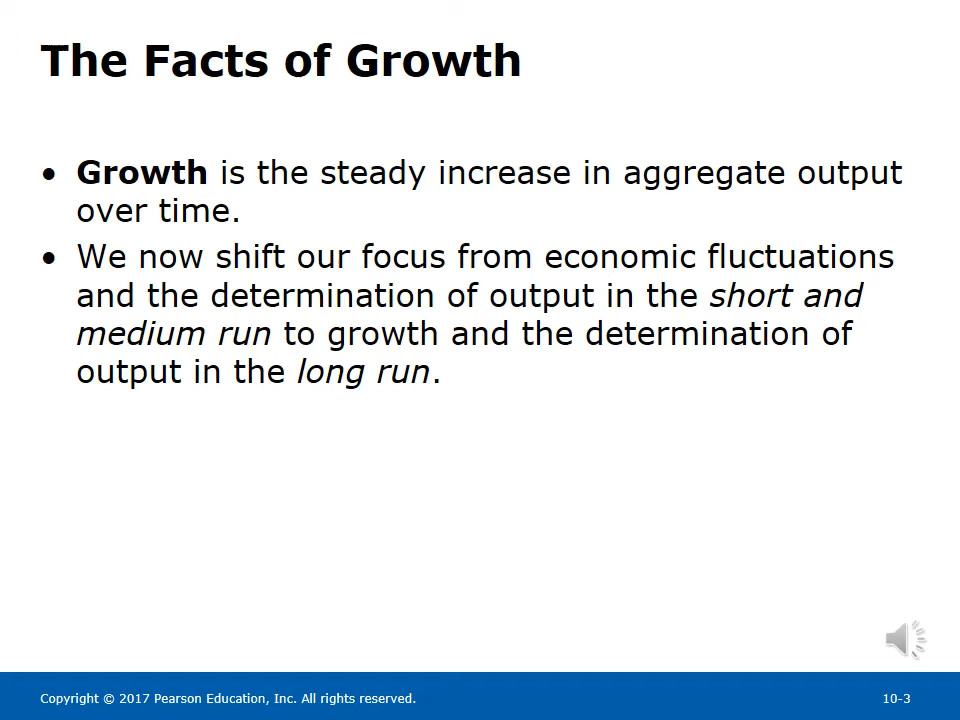 The Facts of Growth
• Growth is the steady increase in aggregate output
over time.
• We now shift our focus from economic fluctuations
and the determination of output in the short and
medium run to growth and the determination of
output in the long run.
Copyright © 2017 Pearson Education, Inc. All rights reserved.
10-3